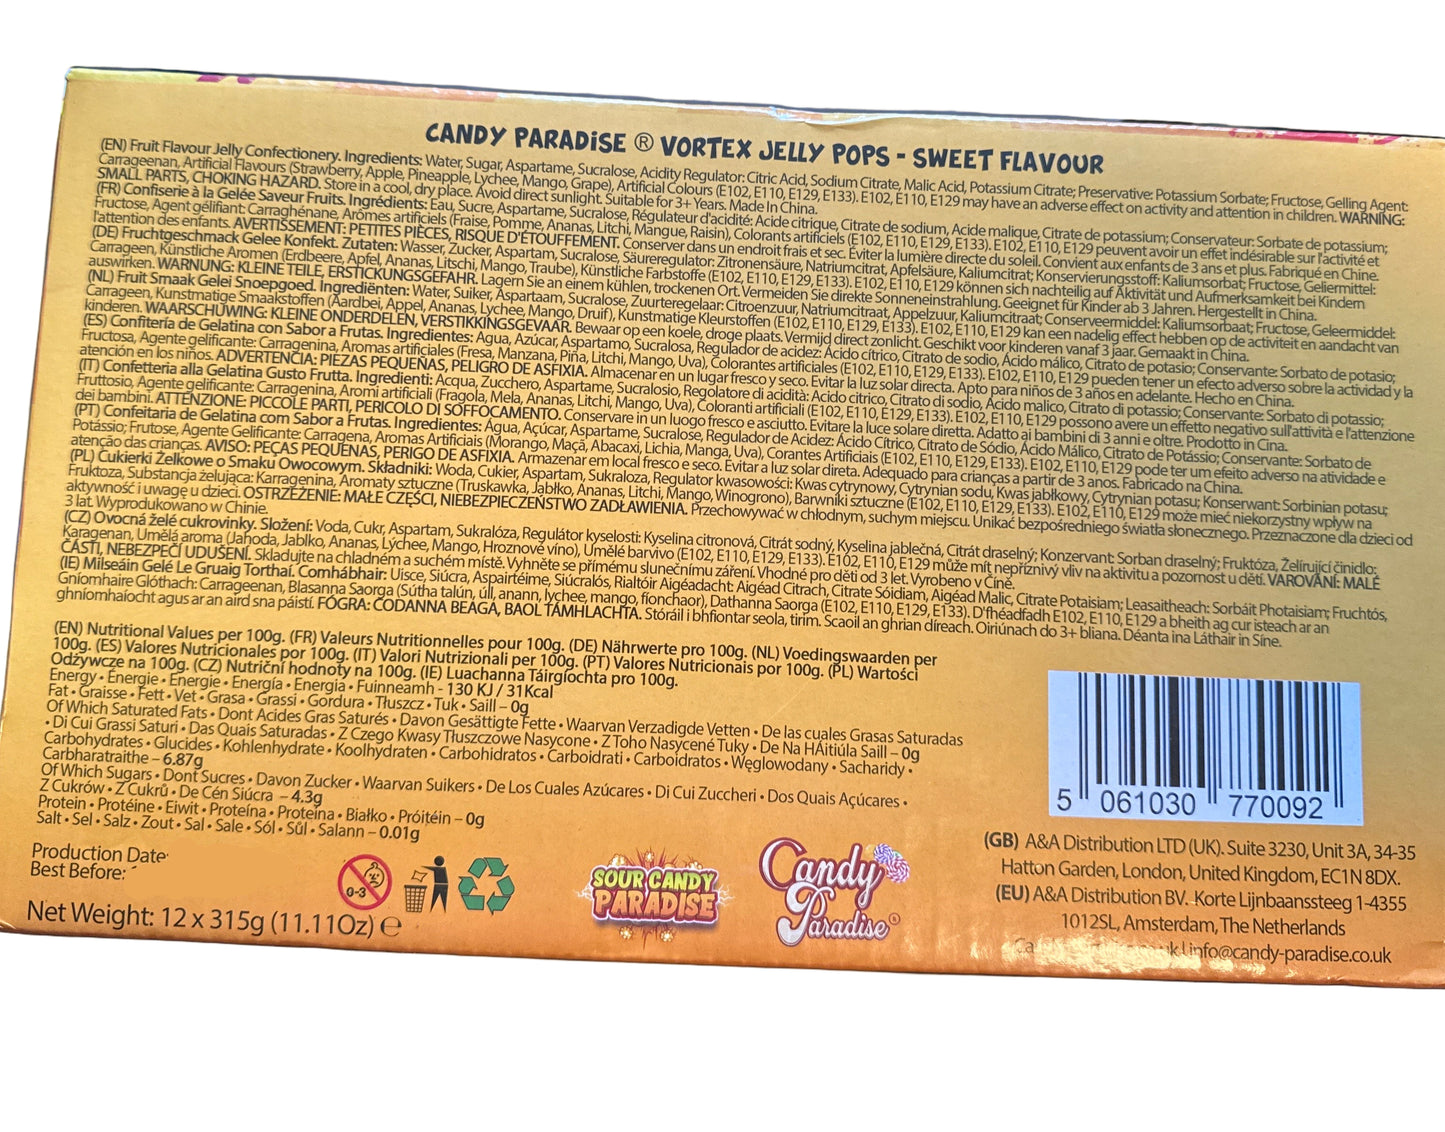 CANDY PARADiSE ® VORTEX JELLY POPS - SWEET FLAVOUR
(EN) Fruit Flavour Jelly Confectionery. Ingredients: Water, Sugar, Aspartame, Sucralose, Acidity Regulator: Citric Acid, Sodium Citrate, Malic Acid, Potassium Citrate; Preservative: Potassium Sorbate; Fructose, Gelling Agent:
Carrageenan, Artificial Flavours (Strawberry, Apple, Pineapple, Lychee, Mango, Grape), Artificial Colours (E102, E110, E129, E133). E102, E110, E129 may have an adverse effect on activity and attention in children. WARNING:
SMALL PARTS, CHOKING HAZARD. Store in a cool, dry place. Avoid direct sunlight. Suitable for 3+ Years. Made In China.
(FR) Confiserie à la Gelée Saveur Fruits. Ingrédients: Eau, Sucre, Aspartame, Sucralose, Régulateur d'acidité: Acide citrique, Citrate de sodium, Acide malique, Citrate de potassium; Conservateur: Sorbate de potassium;
Fructose, Agent gélifiant: Carraghénane, Arômes artificiels (Fraise, Pomme, Ananas, Litchi, Mangue, Raisin), Colorants artificiels (E102, E110, E129, E133). E102, E110, E129 peuvent avoir un effet indésirable sur l'activité et
l'attention des enfants. AVERTISSEMENT: PETITES PIÈCES, RISQUE D'ÉTOUFFEMENT. Conserver dans un endroit frais et sec. Éviter la lumière directe du soleil. Convient aux enfants de 3 ans et plus. Fabriqué en Chine.
(DE) Fruchtgeschmack Gelee Konfekt. Zutaten: Wasser, Zucker, Aspartam, Sucralose, Säureregulator: Zitronensäure, Natriumcitrat, Apfelsäure, Kaliumcitrat; Konservierungsstoff: Kaliumsorbat; Fructose, Geliermittel:
Carrageen, Künstliche Aromen (Erdbeere, Apfel, Ananas, Litschi, Mango, Traube), Künstliche Farbstoffe (E102, E110, E129, E133). E102, E110, E129 können sich nachteilig auf Aktivität und Aufmerksamkeit bei Kindern
auswirken. WARNUNG: KLEINE TEILE, ERSTICKUNGSGEFAHR. Lagern Sie an einem kühlen, trockenen Ort. Vermeiden Sie direkte Sonneneinstrahlung. Geeignet für Kinder ab 3 Jahren. Hergestellt in China.
(NL) Fruit Smaak Gelei Snoepgoed. Ingrediënten: Water, Suiker, Aspartaam, Sucralose, Zuurteregelaar: Citroenzuur, Natriumcitraat, Appelzuur, Kaliumcitraat; Conserveermiddel: Kaliumsorbaat; Fructose, Geleermiddel:
Carrageen, Kunstmatige Smaakstoffen (Aardbei, Appel, Ananas, Lychee, Mango, Druif), Kunstmatige Kleurstoffen (E102, E110, E129, E133). E102, E110, E129 kan een nadelig effect hebben op de activiteit en aandacht van
kinderen. WAARSCHUWING: KLEINE ONDERDELEN, VERSTIKKINGSGEVAAR. Bewaar op een koele, droge plaats. Vermijd direct zonlicht. Geschikt voor kinderen vanaf 3 jaar. Gemaakt in China.
(ES) Confitería de Gelatina con Sabor a Frutas. Ingredientes: Agua, Azúcar, Aspartamo, Sucralosa, Regulador de acidez: Ácido cítrico, Citrato de sodio, Ácido málico, Citrato de potasio; Conservante: Sorbato de potasio;
Fructosa, Agente gelificante: Carragenina, Aromas artificiales (Fresa, Manzana, Piña, Litchi, Mango, Uva), Colorantes artificiales (E102, E110, E129, E133). E102, E110, E129 pueden tener un efecto adverso sobre la actividad y la
atención en los niños. ADVERTENCIA: PIEZAS PEQUEÑAS, PELIGRO DE ASFIXIA. Almacenar en un lugar fresco y seco. Evitar la luz solar directa. Apto para niños de 3 años en adelante. Hecho en China.
(IT) Confetteria alla Gelatina Gusto Frutta. Ingredienti: Acqua, Zucchero, Aspartame, Sucralosio, Regolatore di acidità: Acido citrico, Citrato di sodio, Acido malico, Citrato di potassio; Conservante: Sorbato di potassio;
Fruttosio, Agente gelificante: Carragenina, Aromi artificiali (Fragola, Mela, Ananas, Litchi, Mango, Uva), Coloranti artificiali (E102, E110, E129, E133). E102, E110, E129 possono avere un effetto negativo sull'attività e l'attenzione
dei bambini. ATTENZIONE: PICCOLE PARTI, PERICOLO DI SOFFOCAMENTO. Conservare in un luogo fresco e asciutto. Evitare la luce solare diretta. Adatto ai bambini di 3 anni e oltre. Prodotto in Cina.
(PT) Confeitaria de Gelatina com Sabor a Frutas. Ingredientes: Água, Açúcar, Aspartame, Sucralose, Regulador de Acidez: Ácido Cítrico, Citrato de Sódio, Ácido Málico, Citrato de Potássio; Conservante: Sorbato de
Potássio; Frutose, Agente Gelificante: Carragena, Aromas Artificiais (Morango, Maçã, Abacaxi, Lichia, Manga, Uva), Corantes Artificiais (E102, E110, E129, E133). E102, E110, E129 pode ter um efeito adverso na atividade e
atenção das crianças. AVISO: PEÇAS PEQUENAS, PERIGO DE ASFIXIA. Armazenar em local fresco e seco. Evitar a luz solar direta. Adequado para crianças a partir de 3 anos. Fabricado na China.
(PL) Cukierki Żelkowe o Smaku Owocowym. Składniki: Woda, Cukier, Aspartam, Sukraloza, Regulator kwasowości: Kwas cytrynowy, Cytrynian sodu, Kwas jabłkowy, Cytrynian potasu; Konserwant: Sorbinian potasu;
Fruktoza, Substancja żelująca: Karragenina, Aromaty sztuczne (Truskawka, Jabłko, Ananas, Litchi, Mango, Winogrono), Barwniki sztuczne (E102, E110, E129, E133). E102, E110, E129 może mieć niekorzystny wpływ na
aktywność i uwagę u dzieci. OSTRZEŻENIE: MAŁE CZĘŚCI, NIEBEZPIECZEŃSTWO ZADŁAWIENIA. Przechowywać w chłodnym, suchym miejscu. Unikać bezpośredniego światła słonecznego. Przeznaczone dla dzieci od
3 lat. Wyprodukowano w Chinie.
(CZ) Ovocná želé cukrovinky. Složení: Voda, Cukr, Aspartam, Sukralóza, Regulátor kyselosti: Kyselina citronová, Citrát sodný, Kyselina jablečná, Citrát draselný; Konzervant: Sorban draselný; Fruktóza, Želírující činidlo:
Karagenan, Umělá aroma (Jahoda, Jablko, Ananas, Lýchee, Mango, Hroznové víno), Umělé barvivo (E102, E110, E129, E133). E102, E110, E129 může mít nepříznivý vliv na aktivitu a pozornost u dětí. VAROVÁNÍ: MALÉ
ČÁSTI, NEBEZPEČÍ UDUŠENÍ. Skladujte na chladném a suchém místě. Vyhněte se přímému slunečnímu záření. Vhodné pro děti od 3 let. Vyrobeno v Číně.
(IE) Milseáin Gelé Le Gruaig Torthaí. Comhábhair: Uisce, Siúcra, Aspairtéime, Siúcralós, Rialtóir Aigéadacht: Aigéad Citrach, Citrate Sóidiam, Aigéad Malic, Citrate Potaisiam; Leasaitheach: Sorbáit Photaisiam; Fruchtós,
Gníomhaire Glóthach: Carrageenan, Blasanna Saorga (Sútha talún, úll, anann, lychee, mango, fíonchaor), Dathanna Saorga (E102, E110, E129, E133). D'fhéadfadh E102, E110, E129 a bheith ag cur isteach ar an
ghníomhaíocht agus ar an aird sna páistí. FÓGRA: CODANNA BEAGA, BAOL TÁMHLACHTA. Stóráil i bhfiontar seola, tirim. Scaoil an ghrian díreach. Oiriúnach do 3+ bliana. Déanta ina Láthair in Síne.
(EN) Nutritional Values per 100g. (FR) Valeurs Nutritionnelles pour 100g. (DE) Nährwerte pro 100g. (NL) Voedingswaarden per
100g. (ES) Valores Nutricionales por 100g. (IT) Valori Nutrizionali per 100g. (PT) Valores Nutricionais por 100g. (PL) Wartości
Odżywcze na 100g. (CZ) Nutriční hodnoty na 100g. (IE) Luachanna Táirgíochta pro 100g.
Energy • Énergie • Energie • Energía • Energia • Fuinneamh - 130 KJ / 31Kcal
Fat • Graisse • Fett • Vet • Grasa • Grassi • Gordura • Tłuszcz • Tuk • Saill – 0g
Of Which Saturated Fats • Dont Acides Gras Saturés • Davon Gesättigte Fette • Waarvan Verzadigde Vetten • De las cuales Grasas Saturadas
• Di Cui Grassi Saturi • Das Quais Saturadas • Z Czego Kwasy Tłuszczowe Nasycone • Z Toho Nasycené Tuky • De Na HÁitiúla Saill – 0g
Carbohydrates • Glucides • Kohlenhydrate • Koolhydraten • Carbohidratos • Carboidrati • Carboidratos • Węglowodany • Sacharidy •
Carbharatraithe – 6.87g
Of Which Sugars • Dont Sucres • Davon Zucker • Waarvan Suikers • De Los Cuales Azúcares • Di Cui Zuccheri • Dos Quais Açúcares •
Z Cukrów • Z Cukrů • De Cén Siúcra – 4.3g
Protein • Protéine • Eiwit • Proteína • Proteína • Białko • Próitéin – 0g
Salt • Sel • Salz • Zout • Sal • Sale • Sól • Sůl • Salann – 0.01g
Production Date
Best Before:
0-3
Net Weight: 12 x 315g (11.11Oz) ℮
SOUR CANDY
PARADISE
Candy
Paradise ®
5 061030 770092
(GB) A&A Distribution LTD (UK). Suite 3230, Unit 3A, 34-35
Hatton Garden, London, United Kingdom, EC1N 8DX.
(EU) A&A Distribution BV. Korte Lijnbaanssteeg 1-4355
1012SL, Amsterdam, The Netherlands
info@candy-paradise.co.uk